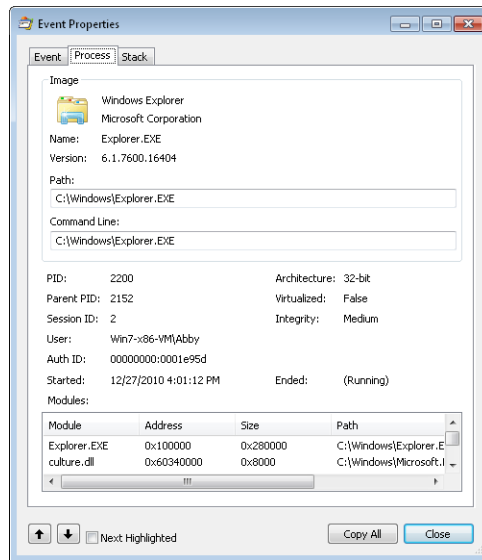 Event Properties
Event Process Stack
Image
Windows Explorer
Microsoft Corporation
Name: Explorer.EXE
Version: 6.1.7600.16404
Path:
C:\Windows\Explorer.EXE
Command Line:
C:\Windows\Explorer.EXE
PID: 2200 Architecture: 32-bit
Parent PID: 2152 Virtualized: False
Session ID: 2 Integrity: Medium
User: Win7-x86-VM\Abby
Auth ID: 00000000:0001e95d
Started: 12/27/2010 4:01:12 PM Ended: (Running)
Modules:
Module Address Size Path
Explorer.EXE 0x100000 0x280000 C:\Windows\Explorer.E
culture.dll 0x60340000 0x8000 C:\Windows\Microsoft.
Next Highlighted Copy All Close